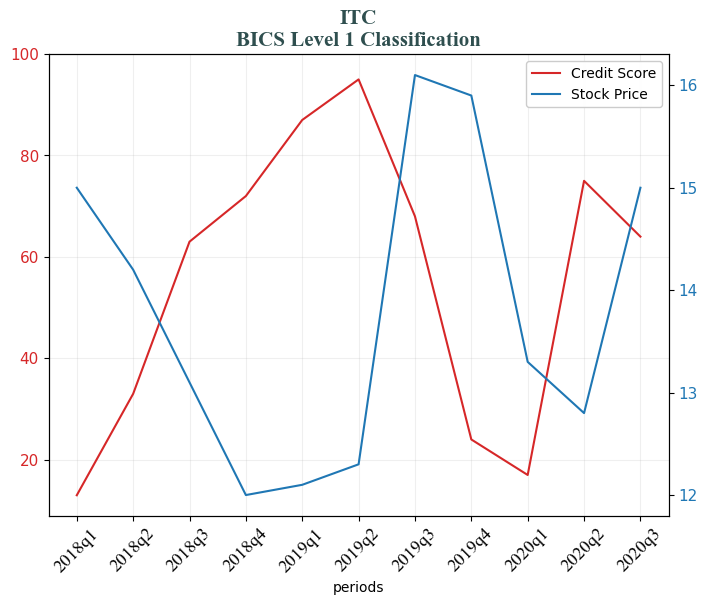 ITC
BICS Level 1 Classification
Credit Score
Stock Price
100
80
60
40
20
16
15
14
13
12
2018q1
2018q2
2018q3
2018q4
2019q1
2019q2
2019q3
2019q4
2020q1
2020q2
2020q3
periods